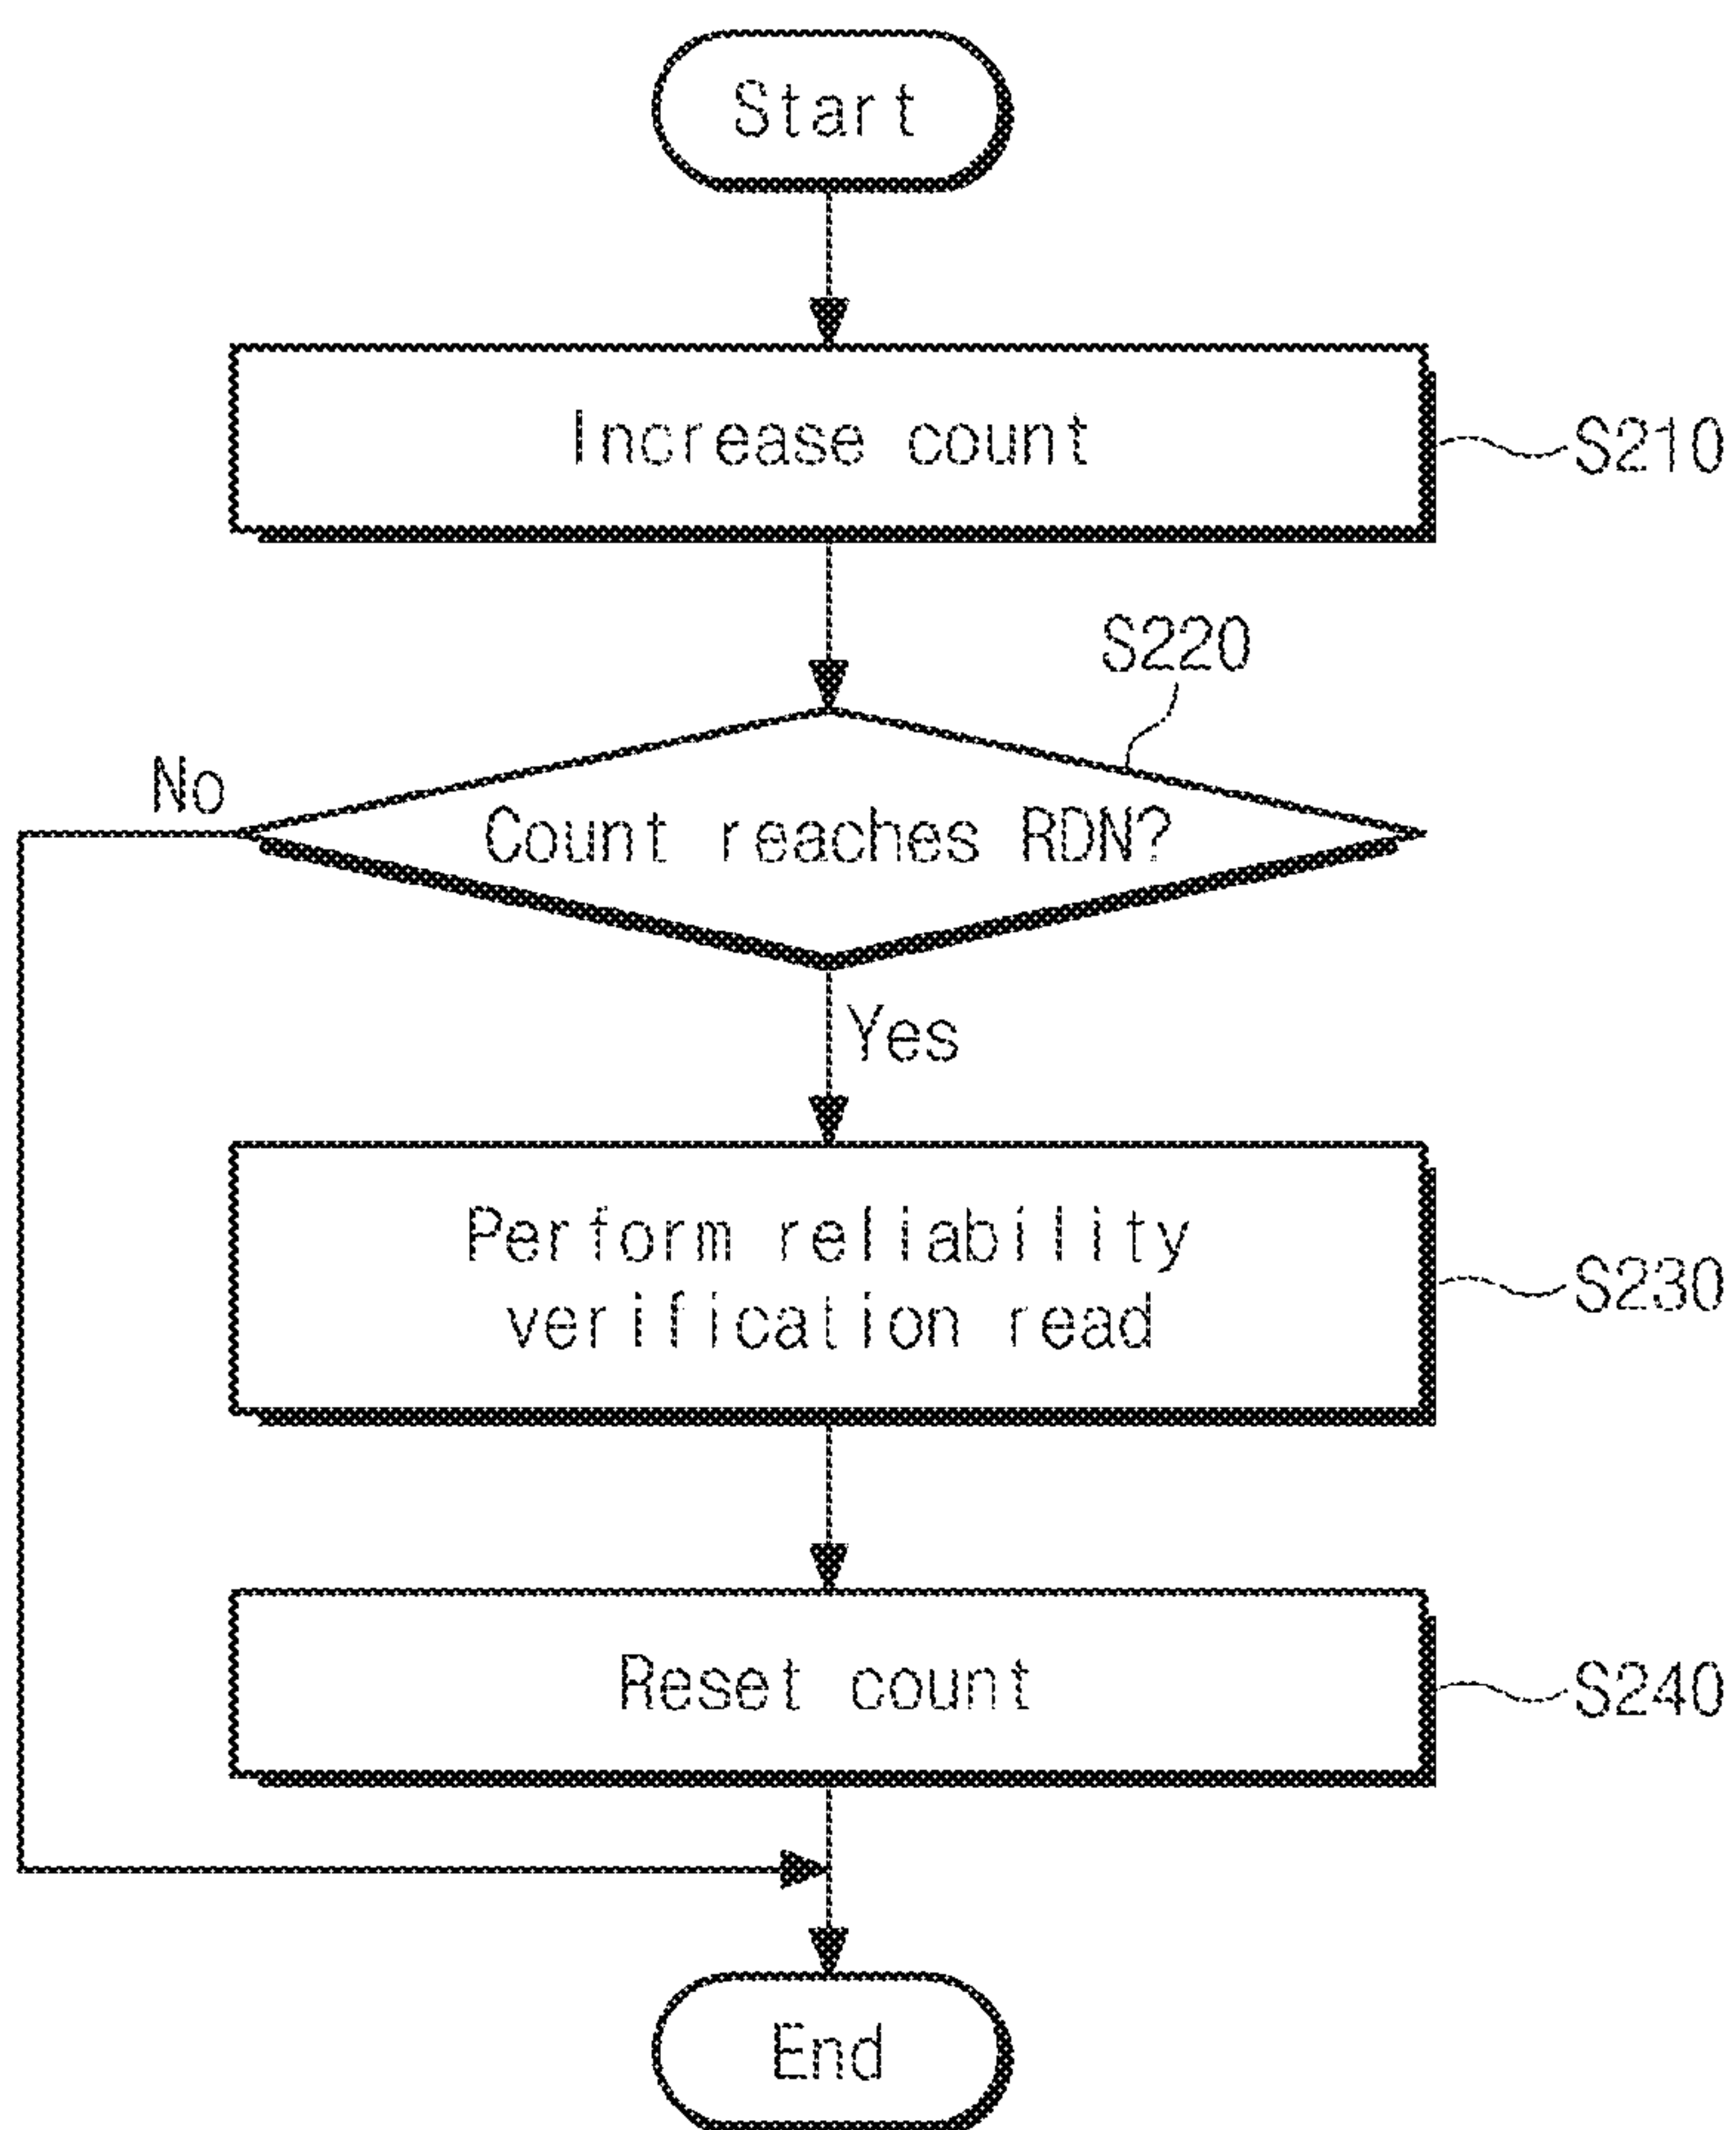 Start
Increase count
S210
S220
No
Count reaches RDN?
Yes
Perform reliability
verification read
S230
Reset count
S240
End